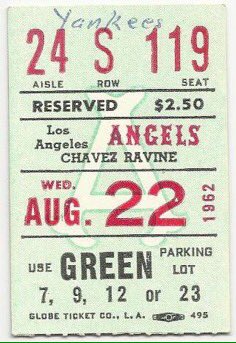 Yankees
24 S 119
AISLE ROW SEAT
RESERVED $2.50
Los Angeles ANGELS
CHAVEZ RAVINE
WED. AUG. 22 1962
USE GREEN PARKING LOT
7, 9, 12 or 23
GLOBE TICKET CO., L.A. 495